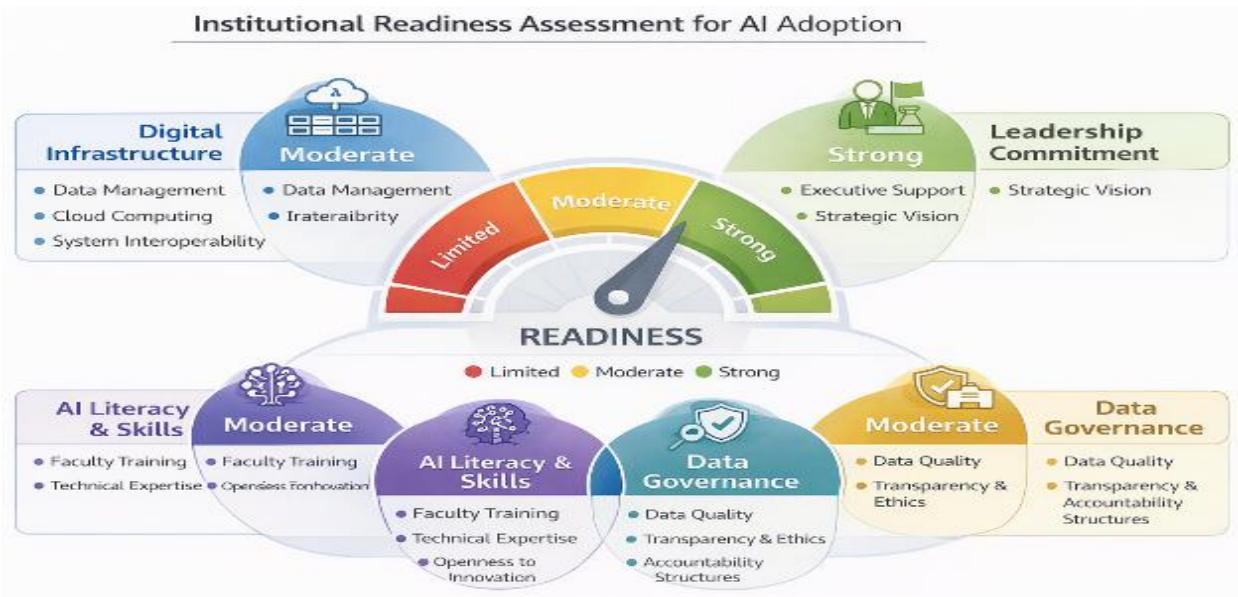 Institutional Readiness Assessment for AI Adoption
Digital
Infrastructure
• Data Management
• Cloud Computing
• System Interoperability
Moderate
• Data Management
• Irateraibrity
Limited
Moderate
Strong
Strong
• Executive Support
• Strategic Vision
Leadership
Commitment
• Strategic Vision
READINESS
Limited Moderate Strong
AI Literacy
& Skills
• Faculty Training
• Technical Expertise
Moderate
• Faculty Training
AI Literacy &
Skills
• Faculty Training
• Technical Expertise
• Openness to
Innovation
Data
Governance
• Data Quality
• Transparency & Ethics
• Accountability
Structures
Moderate
• Data Quality
• Transparency &
Ethics
Data
Governance
• Data Quality
• Transparency &
Accountability
Structures